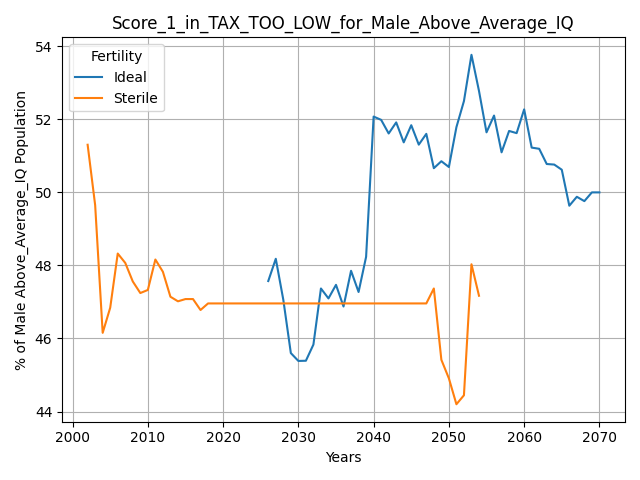 Score_1_in_TAX_TOO_LOW_for_Male_Above_Average_IQ
Fertility
Ideal
Sterile
% of Male Above_Average_IQ Population
54
52
50
48
46
44
2000 2010 2020 2030 2040 2050 2060 2070
Years